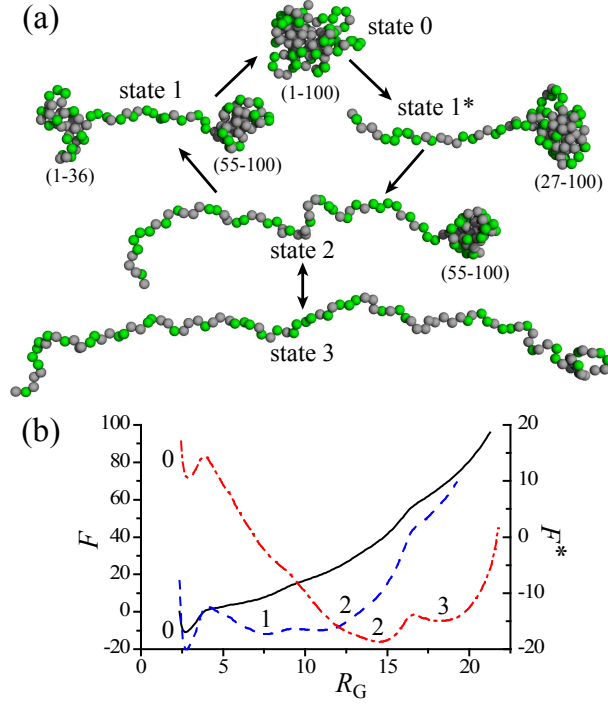 (a)
state 0
(1-100)
state 1
state 1*
(1-36)
(55-100)
(27-100)
state 2
(55-100)
state 3
(b)
100
80
60
40
20
0
-20
F
20
10
0
-10
-20
F*
0
0
1
2
2
3
0
5
10
15
20
R_G